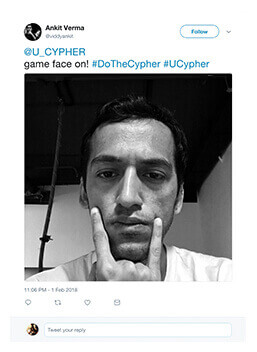 Ankit Verma
@viddyankit
Follow
@U_CYPHER
game face on! #DoTheCypher #UCypher
11:06 PM - 1 Feb 2018
Tweet your reply